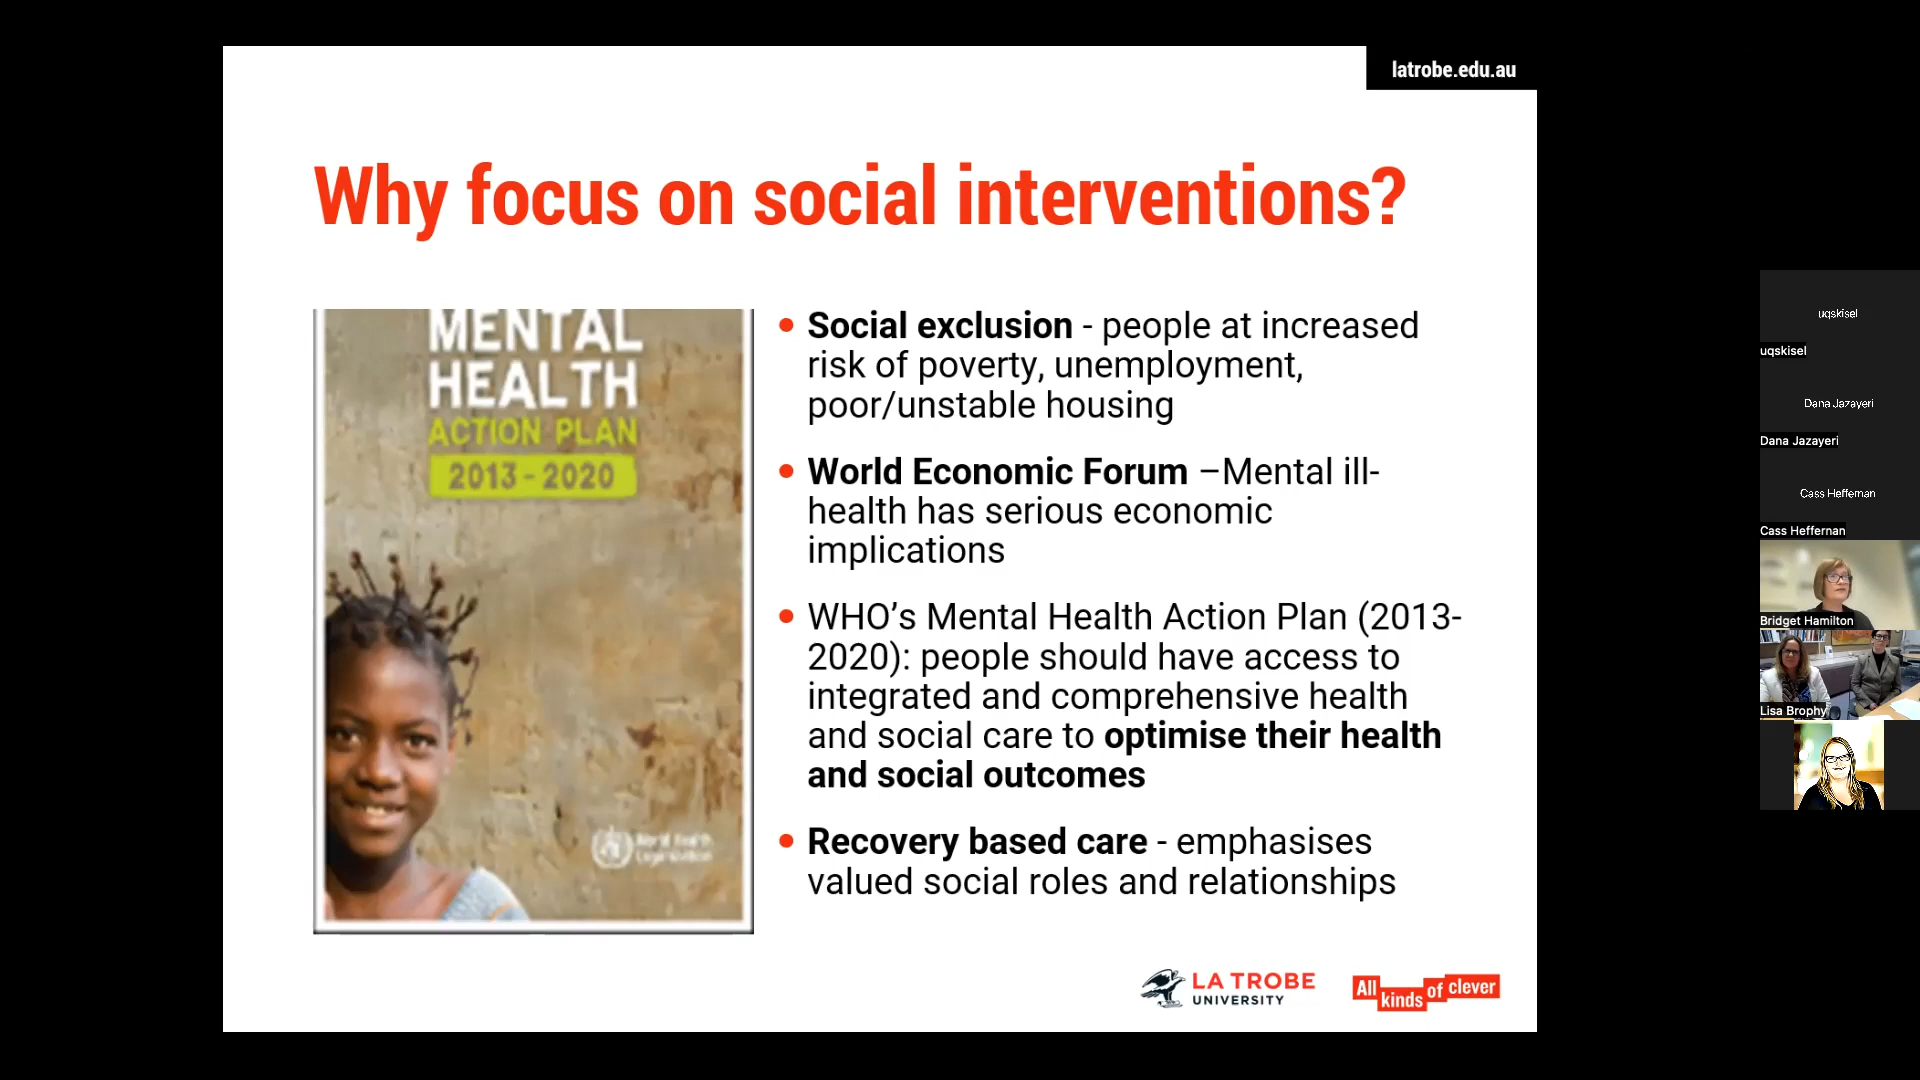 latrobe.edu.au
Why focus on social interventions?
MENTAL
HEALTH
ACTION PLAN
2013-2020
World Health
Organization
• Social exclusion - people at increased
risk of poverty, unemployment,
poor/unstable housing
• World Economic Forum –Mental ill-
health has serious economic
implications
• WHO’s Mental Health Action Plan (2013-
2020): people should have access to
integrated and comprehensive health
and social care to optimise their health
and social outcomes
• Recovery based care - emphasises
valued social roles and relationships
LA TROBE
UNIVERSITY
All kinds of clever
uqskisel
uqskisel
Dana Jazayeri
Dana Jazayeri
Cass Heffernan
Cass Heffernan
Bridget Hamilton
Lisa Brophy